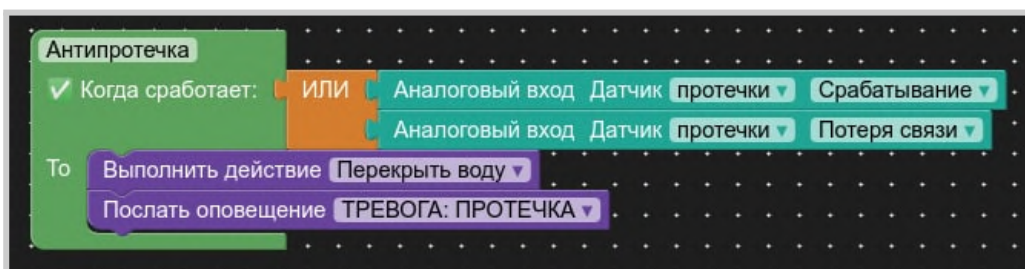 Антипротечка
Когда сработает: ИЛИ Аналоговый вход Датчик протечки Срабатывание
Аналоговый вход Датчик протечки Потеря связи
То Выполнить действие Перекрыть воду
Послать оповещение ТРЕВОГА: ПРОТЕЧКА